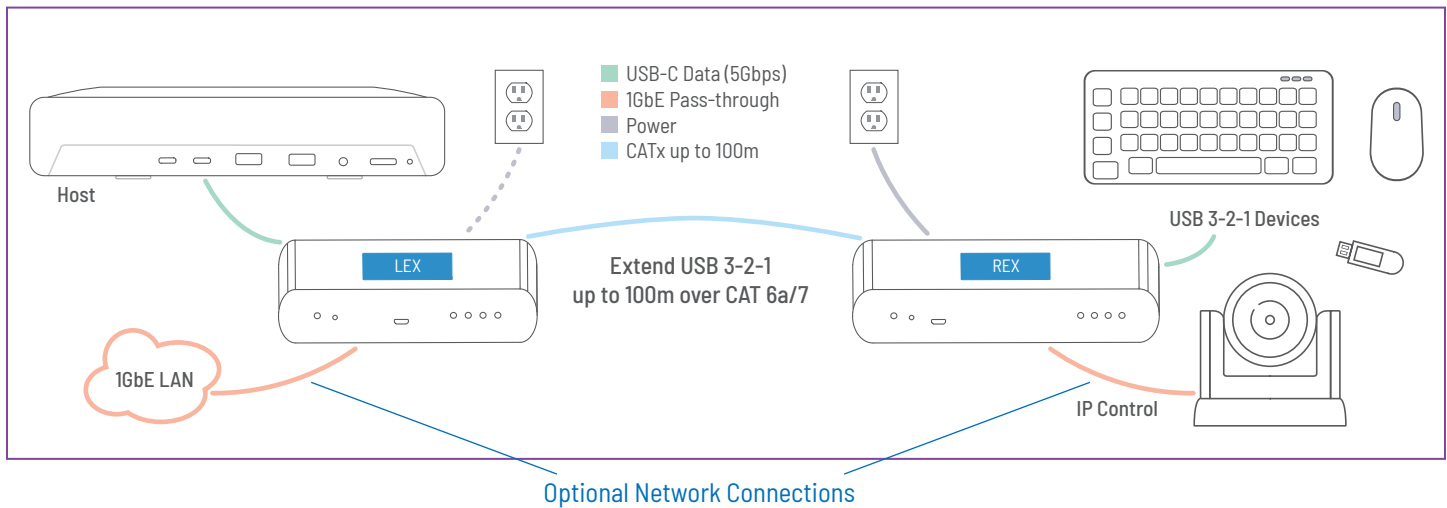 USB-C Data (5Gbps)
1GbE Pass-through
Power
CATx up to 100m
Host
USB 3-2-1 Devices
LEX
Extend USB 3-2-1
up to 100m over CAT 6a/7
REX
1GbE LAN
IP Control
Optional Network Connections